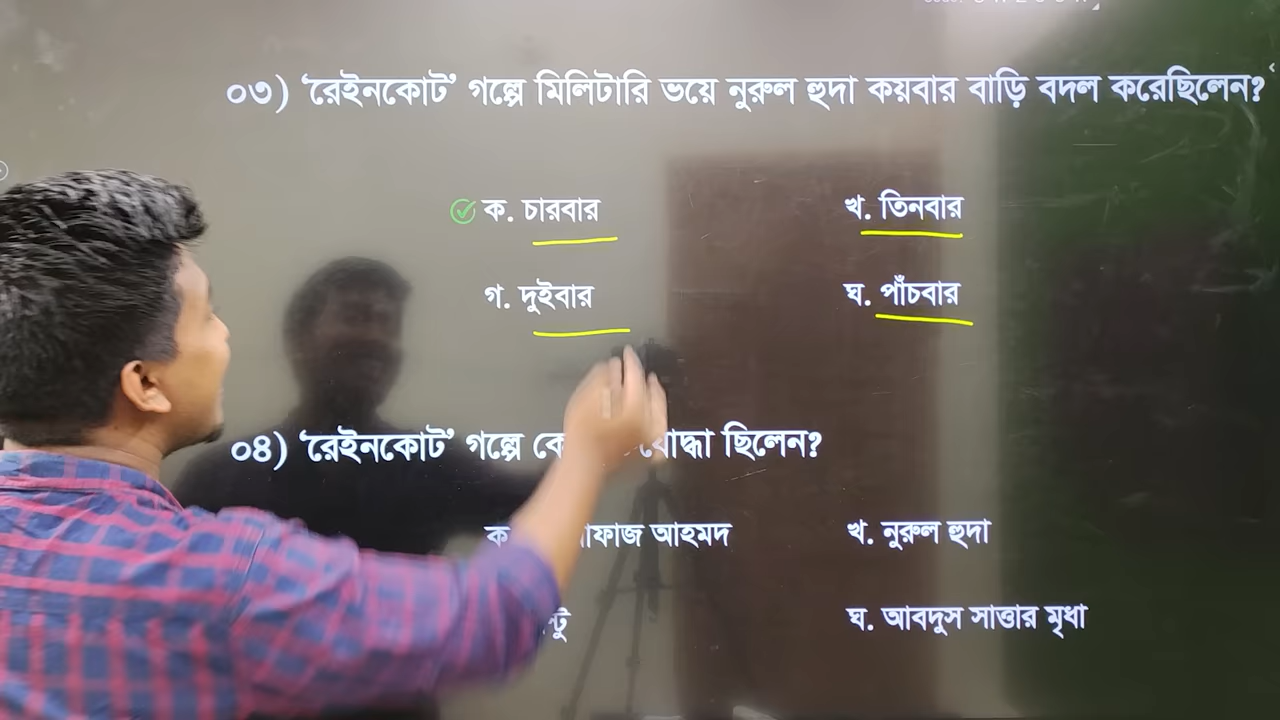 ০৩) 'রেইনকোট' গল্পে মিলিটারি ভয়ে নুরুল হুদা কয়বার বাড়ি বদল করেছিলেন?
ক. চারবার খ. তিনবার
গ. দুইবার ঘ. পাঁচবার
০৪) 'রেইনকোট' গল্পে ছিলেন?
ক আহমদ খ. নুরুল হুদা
ঘ. আবদুস সাত্তার মৃধা